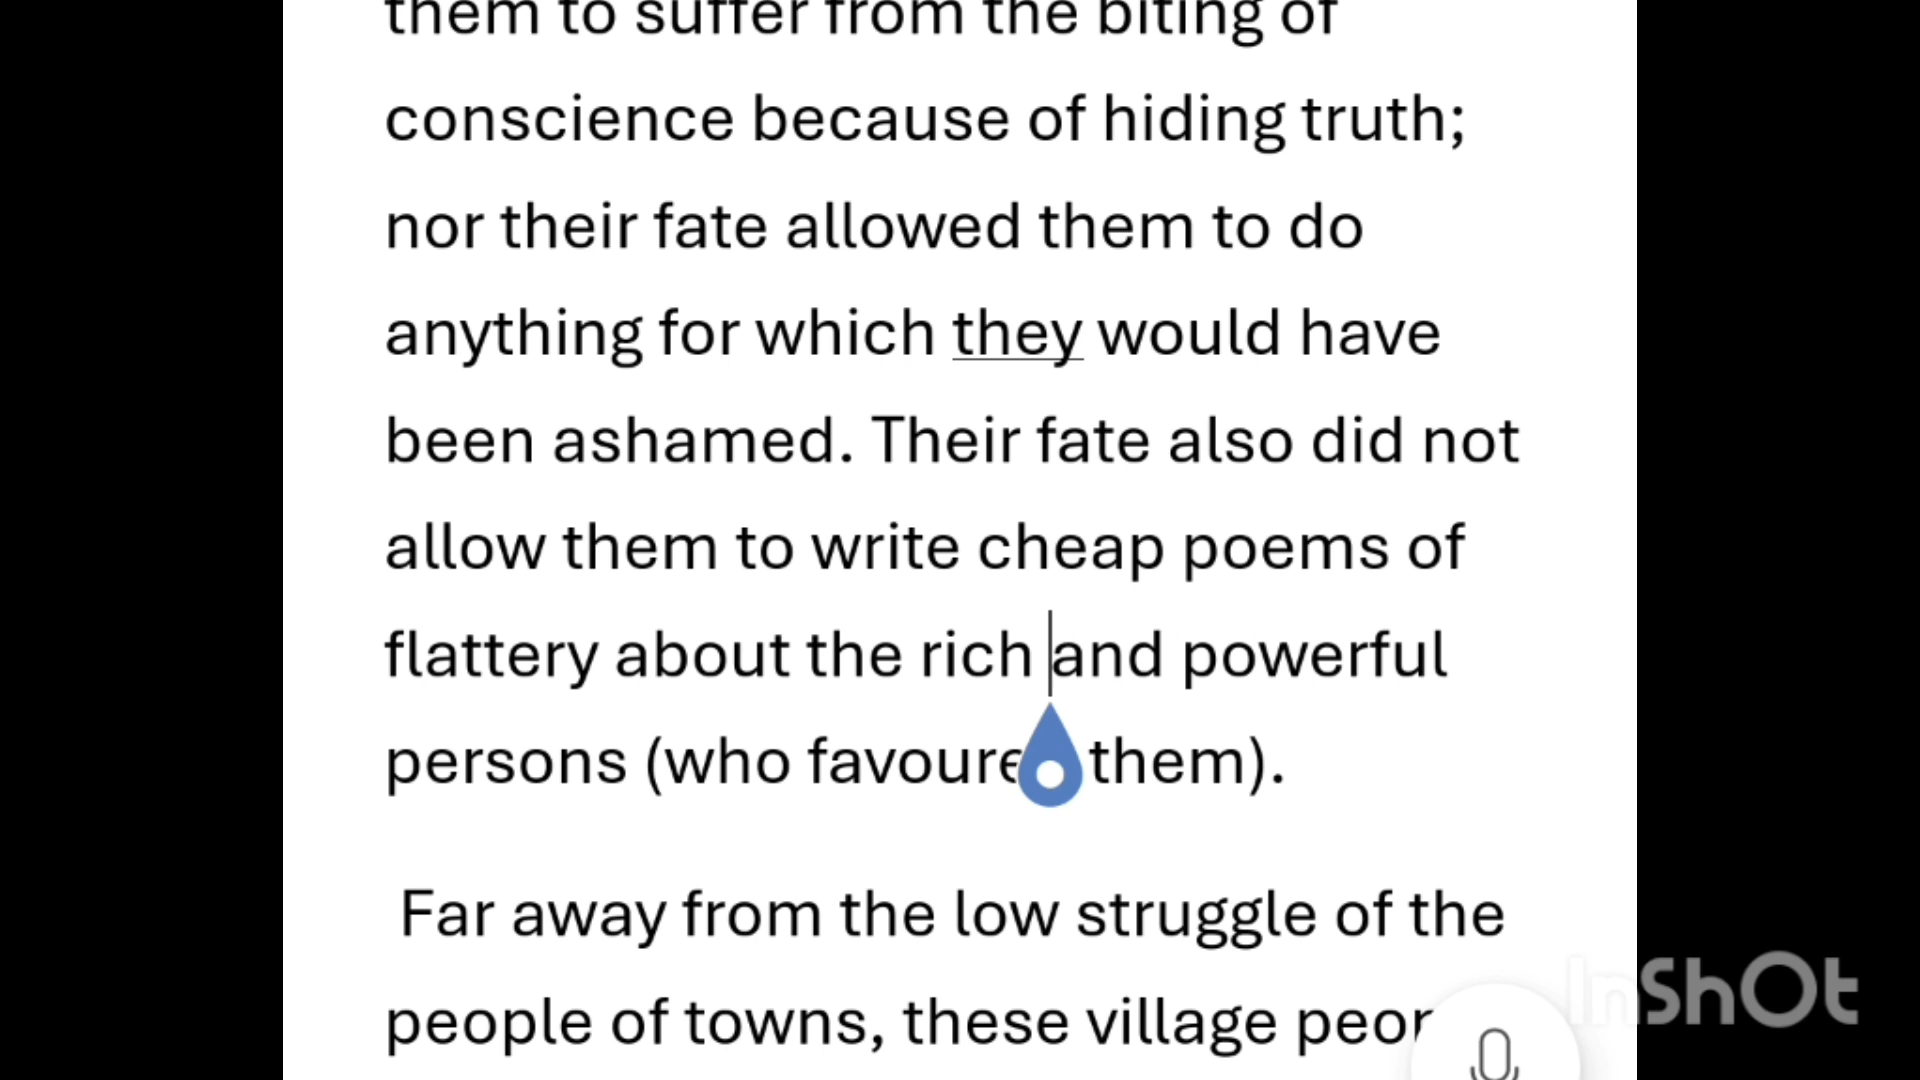 them to suffer from the biting of
conscience because of hiding truth;
nor their fate allowed them to do
anything for which they would have
been ashamed. Their fate also did not
allow them to write cheap poems of
flattery about the rich and powerful
persons (who them).
Far away from the low struggle of the
people of towns, these village
InShOt